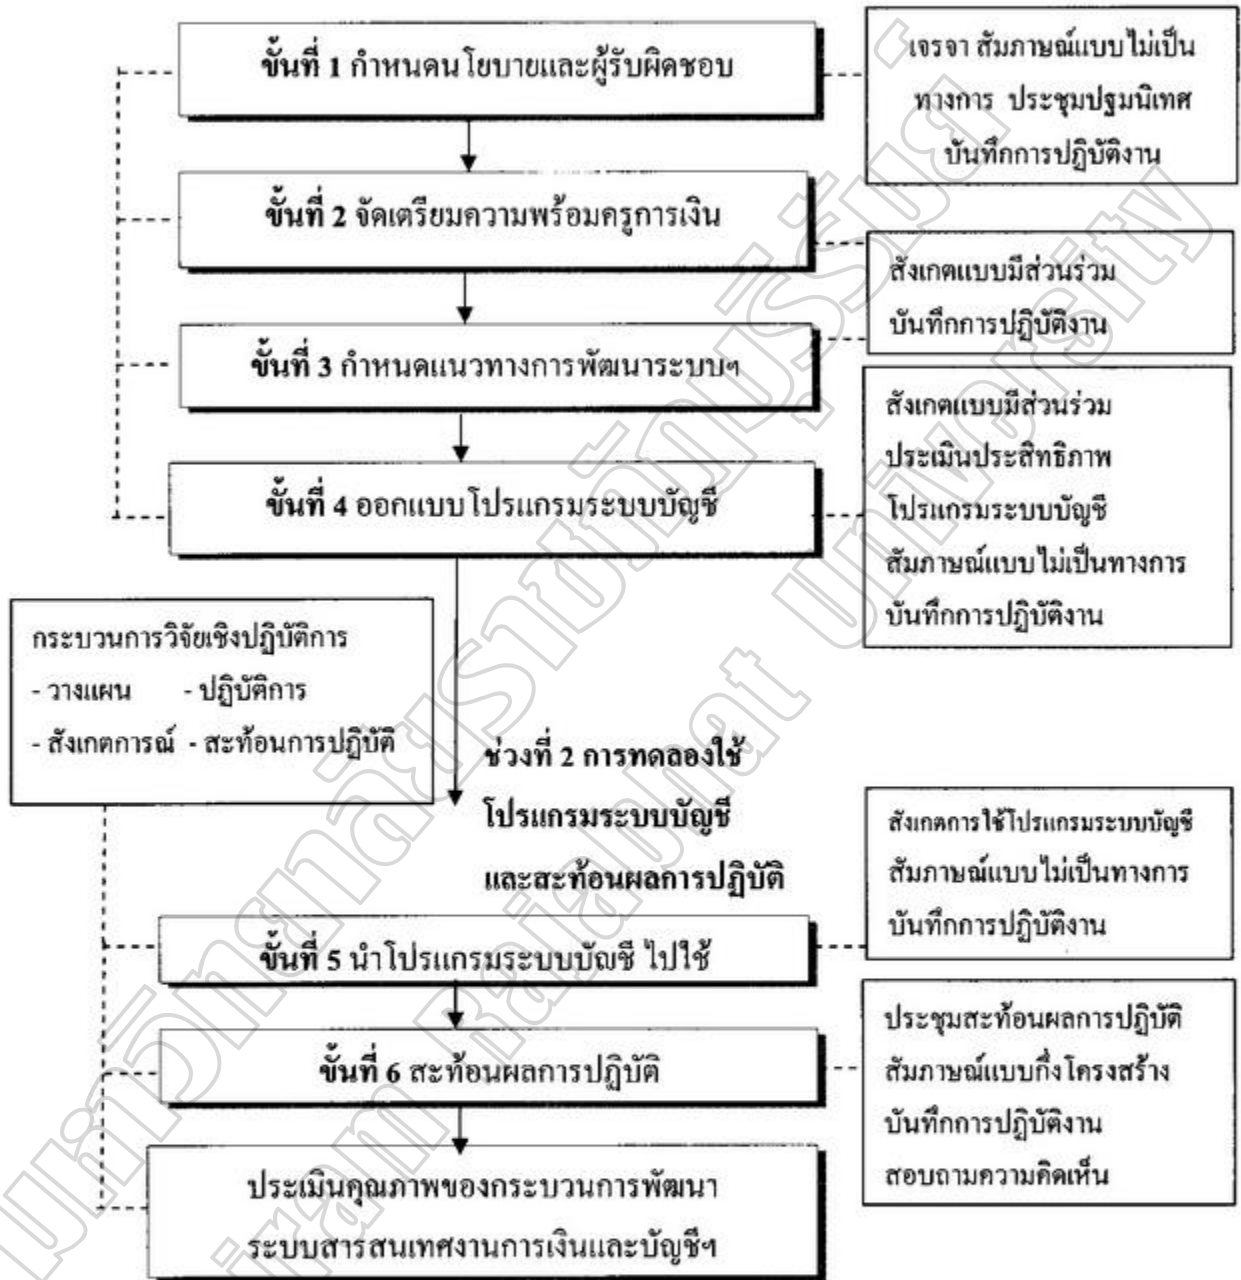 ขั้นที่ 1 กำหนดนโยบายและผู้รับผิดชอบ
เจรจา สัมภาษณ์แบบไม่เป็น
ทางการ ประชุมปฐมนิเทศ
บันทึกการปฏิบัติงาน
ขั้นที่ 2 จัดเตรียมความพร้อมครูการเงิน
สังเกตแบบมีส่วนร่วม
บันทึกการปฏิบัติงาน
ขั้นที่ 3 กำหนดแนวทางการพัฒนาระบบฯ
สังเกตแบบมีส่วนร่วม
ประเมินประสิทธิภาพ
โปรแกรมระบบบัญชี
สัมภาษณ์แบบไม่เป็นทางการ
บันทึกการปฏิบัติงาน
ขั้นที่ 4 ออกแบบโปรแกรมระบบบัญชี
กระบวนการวิจัยเชิงปฏิบัติการ
- วางแผน - ปฏิบัติการ
- สังเกตการณ์ - สะท้อนการปฏิบัติ
ช่วงที่ 2 การทดลองใช้
โปรแกรมระบบบัญชี
และสะท้อนผลการปฏิบัติ
สังเกตการใช้โปรแกรมระบบบัญชี
สัมภาษณ์แบบไม่เป็นทางการ
บันทึกการปฏิบัติงาน
ขั้นที่ 5 นำโปรแกรมระบบบัญชี ไปใช้
ประชุมสะท้อนผลการปฏิบัติ
สัมภาษณ์แบบกึ่งโครงสร้าง
บันทึกการปฏิบัติงาน
สอบถามความคิดเห็น
ขั้นที่ 6 สะท้อนผลการปฏิบัติ
ประเมินคุณภาพของกระบวนการพัฒนา
ระบบสารสนเทศงานการเงินและบัญชีฯ
Rajabhat University